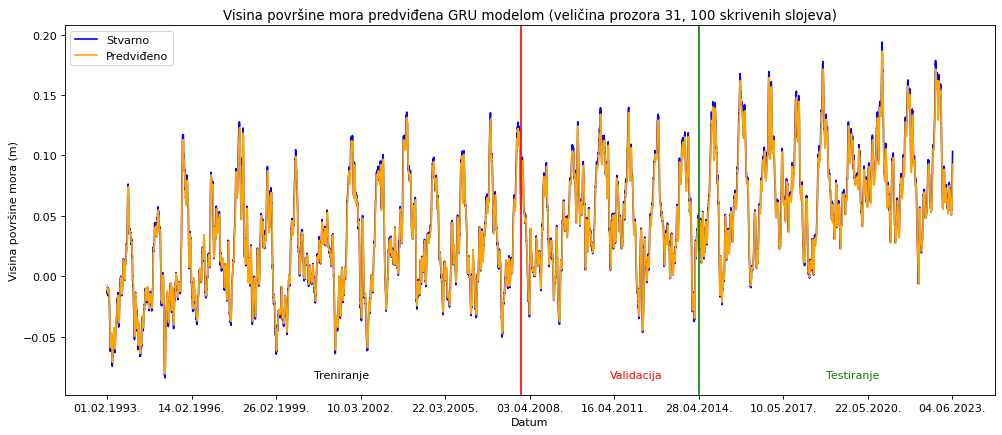 Visina površine mora predviđena GRU modelom (veličina prozora 31, 100 skrivenih slojeva)
Stvarno
Predviđeno
0.20
0.15
0.10
0.05
0.00
−0.05
Visina površine mora (m)
Treniranje
Validacija
Testiranje
01.02.1993.
14.02.1996.
26.02.1999.
10.03.2002.
22.03.2005.
03.04.2008.
16.04.2011.
28.04.2014.
10.05.2017.
22.05.2020.
04.06.2023.
Datum